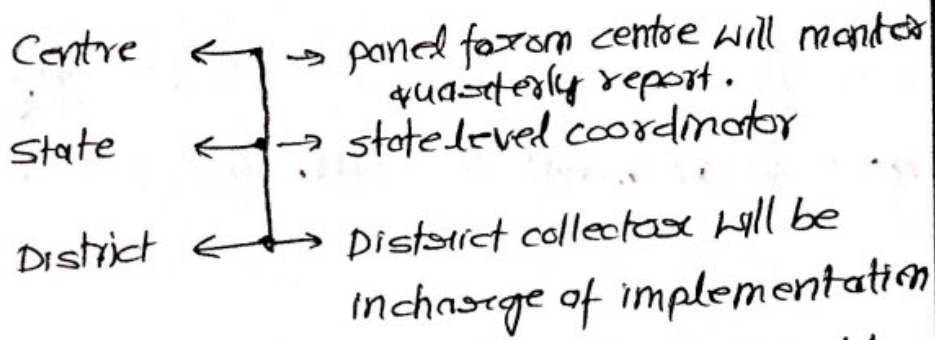 Centre ← → panel from centre will monitor
quarterly report.
State ← → state level coordinator
District ← → District collector will be
incharge of implementation